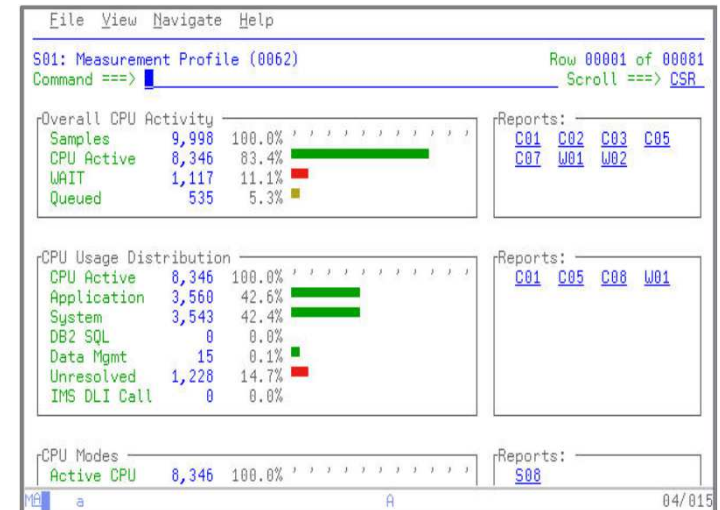 File View Navigate Help
S01: Measurement Profile (0062) Row 00001 of 00081
Command ===> Scroll ===> CSR
Overall CPU Activity Reports:
Samples 9,998 100.0% C01 C02 C03 C05
CPU Active 8,346 83.4% C07 W01 W02
WAIT 1,117 11.1%
Queued 535 5.3%
CPU Usage Distribution Reports:
CPU Active 8,346 100.0% C01 C05 C08 W01
Application 3,560 42.6%
System 3,543 42.4%
DB2 SQL 0 0.0%
Data Mgmt 15 0.1%
Unresolved 1,228 14.7%
IMS DLI Call 0 0.0%
CPU Modes Reports:
Active CPU 8,346 100.0% S08
MA a A 04/015